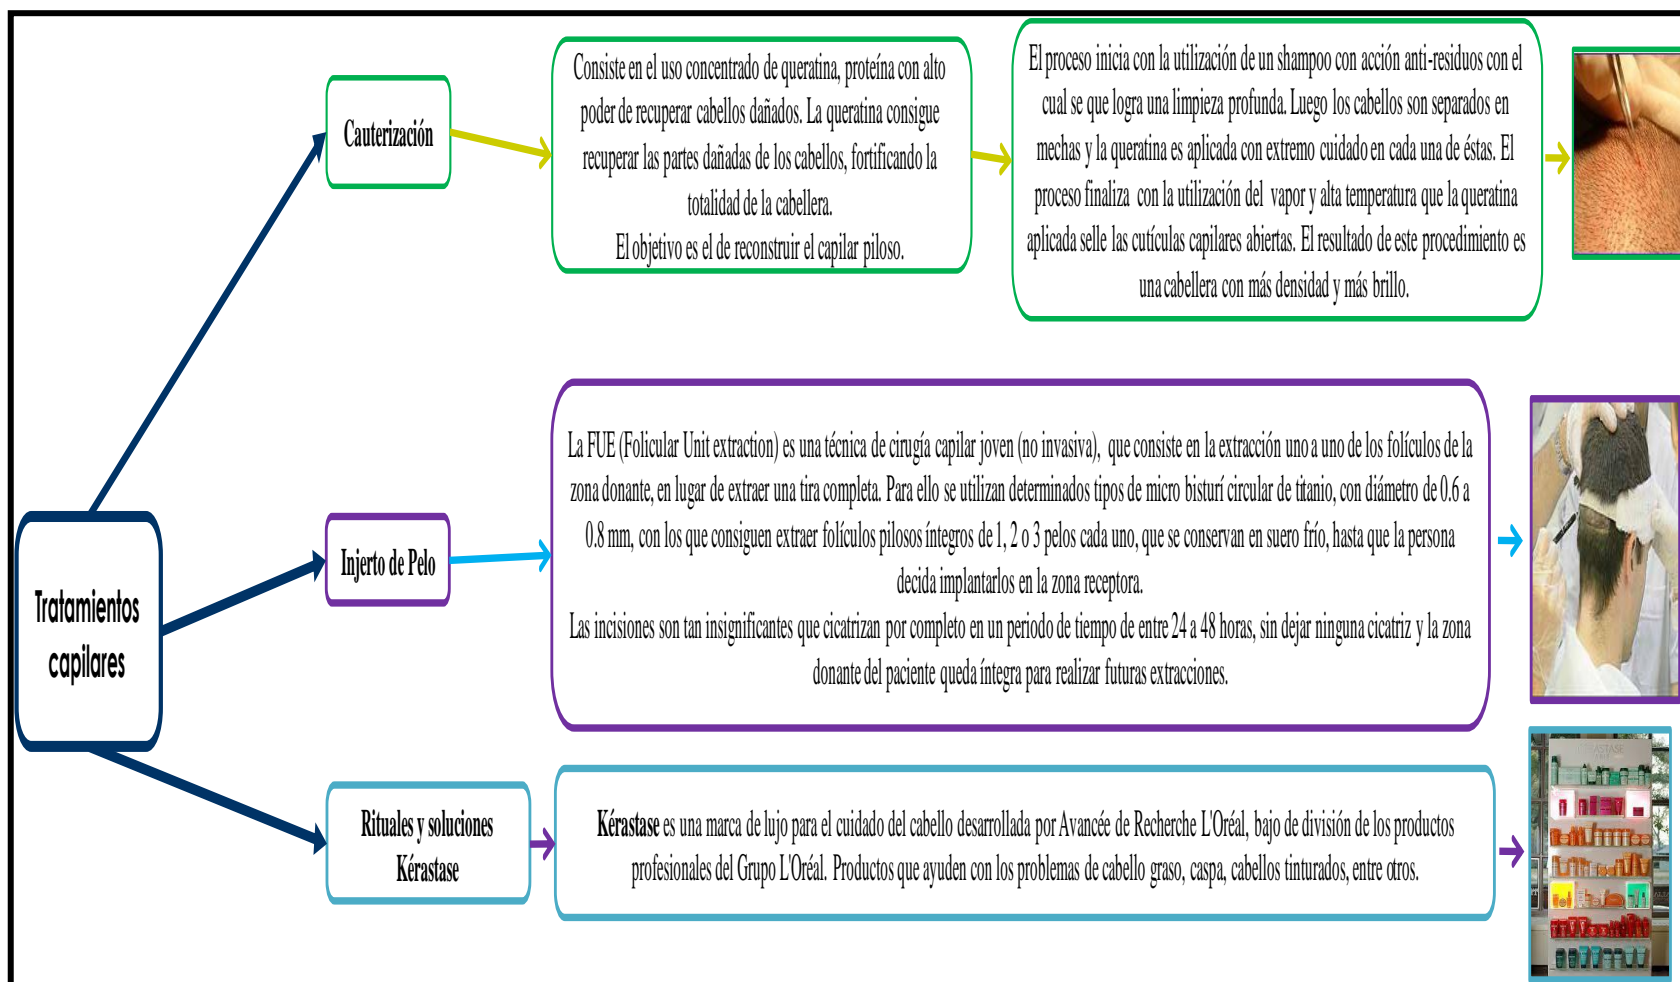 Tratamientos
capilares
Cauterización
Consiste en el uso concentrado de queratina, proteína con alto
poder de recuperar cabellos dañados. La queratina consigue
recuperar las partes dañadas de los cabellos, fortificando la
totalidad de la cabellera.
El objetivo es el de reconstruir el capilar piloso.
El proceso inicia con la utilización de un shampoo con acción anti-residuos con el
cual se que logra una limpieza profunda. Luego los cabellos son separados en
mechas y la queratina es aplicada con extremo cuidado en cada una de éstas. El
proceso finaliza con la utilización del vapor y alta temperatura que la queratina
aplicada selle las cutículas capilares abiertas. El resultado de este procedimiento es
una cabellera con más densidad y más brillo.
Injerto de Pelo
La FUE (Folicular Unit extraction) es una técnica de cirugía capilar joven (no invasiva), que consiste en la extracción uno a uno de los folículos de la
zona donante, en lugar de extraer una tira completa. Para ello se utilizan determinados tipos de micro bisturí circular de titanio, con diámetro de 0.6 a
0.8 mm, con los que consiguen extraer folículos pilosos íntegros de 1, 2 o 3 pelos cada uno, que se conservan en suero frío, hasta que la persona
decida implantarlos en la zona receptora.
Las incisiones son tan insignificantes que cicatrizan por completo en un periodo de tiempo de entre 24 a 48 horas, sin dejar ninguna cicatriz y la zona
donante del paciente queda íntegra para realizar futuras extracciones.
Rituales y soluciones
Kérastase
Kérastase es una marca de lujo para el cuidado del cabello desarrollada por Avancée de Recherche L'Oréal, bajo de división de los productos
profesionales del Grupo L'Oréal. Productos que ayuden con los problemas de cabello graso, caspa, cabellos tinturados, entre otros.